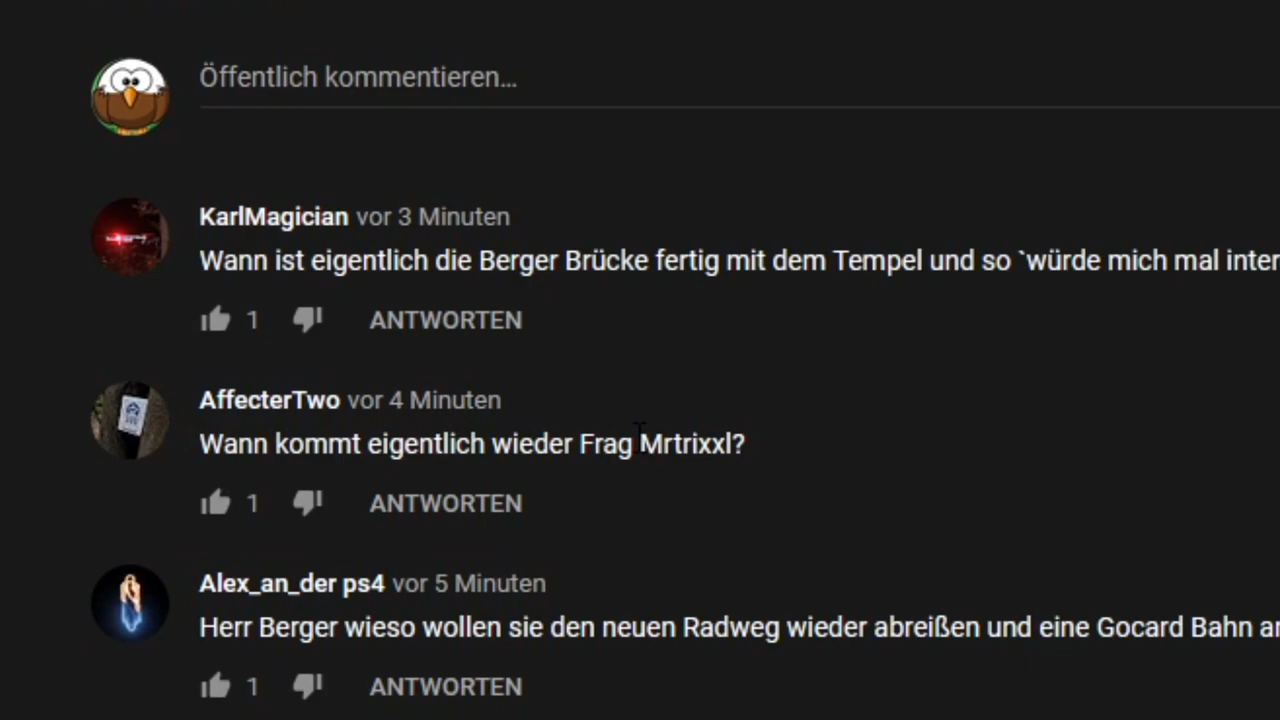 Öffentlich kommentieren...
KarlMagician vor 3 Minuten
Wann ist eigentlich die Berger Brücke fertig mit dem Tempel und so `würde mich mal inter
1 ANTWORTEN
AffecterTwo vor 4 Minuten
Wann kommt eigentlich wieder Frag Mrtrixxl?
1 ANTWORTEN
Alex_an_der ps4 vor 5 Minuten
Herr Berger wieso wollen sie den neuen Radweg wieder abreißen und eine Gocard Bahn
1 ANTWORTEN